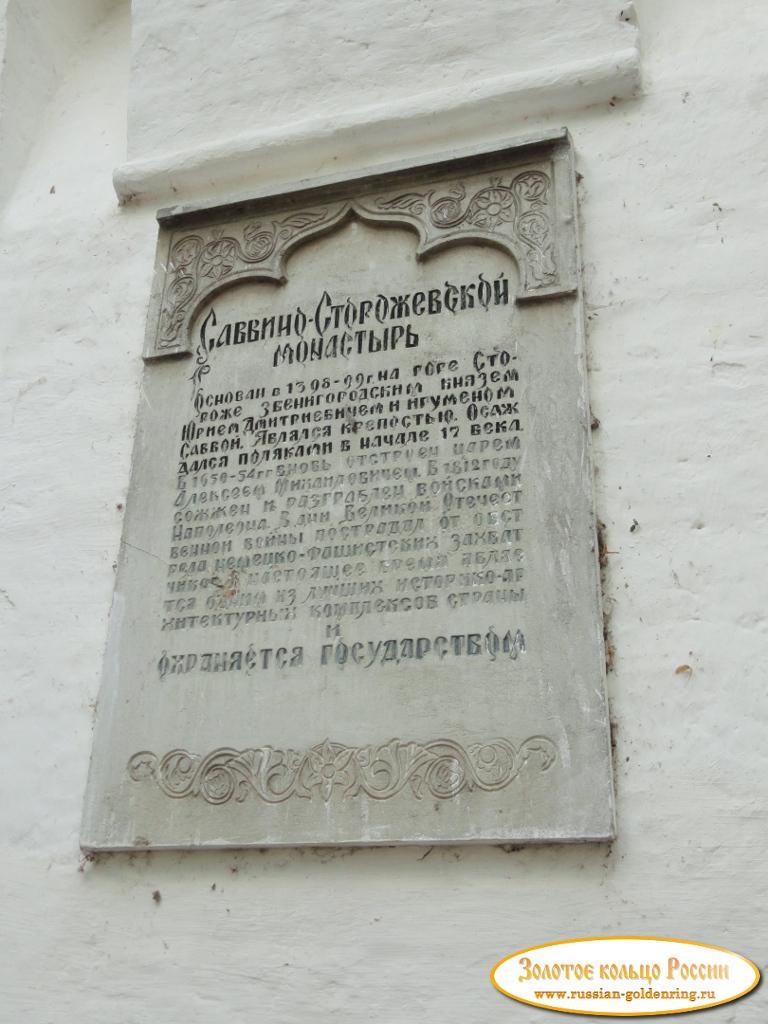 Саввино-Сторожевской
монастырь
Основан в 1398-99г. на горе Сто-
роже звенигородским князем
Юрием Дмитриевичем и игуменом
Саввой. Являлся крепостью. Осаж
дался поляками в начале 17 века.
В 1650-54гг вновь отстроен царем
Алексеем Михайловичем. В 1812 году
сожжен и разграблен войсками
Наполеона. В дни Великой Отечест
венной войны пострадал от обст
рела немецко-фашистских захват
чиков. В настоящее время являе
тся одним из лучших историко-ар
хитектурных комплексов страны
и
охраняется государством
Золотое кольцо России
www.russian-goldenring.ru